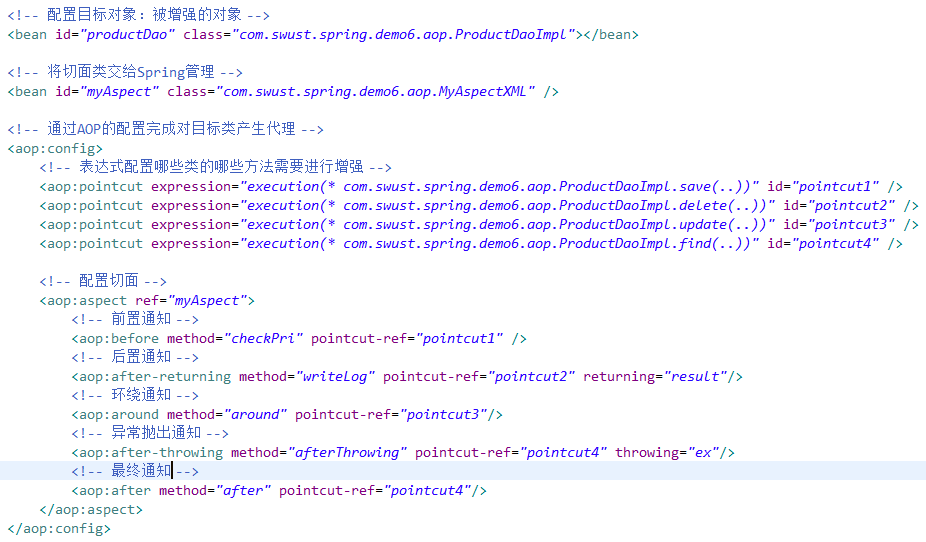 <!-- 配置目标对象：被增强的对象 -->
<bean id="productDao" class="com.swust.spring.demo6.aop.ProductDaoImpl"></bean>
<!-- 将切面类交给Spring管理 -->
<bean id="myAspect" class="com.swust.spring.demo6.aop.MyAspectXML" />
<!-- 通过AOP的配置完成对目标类产生代理 -->
<aop:config>
<!-- 表达式配置哪些类的哪些方法需要进行增强 -->
<aop:pointcut expression="execution(* com.swust.spring.demo6.aop.ProductDaoImpl.save(..))" id="pointcut1" />
<aop:pointcut expression="execution(* com.swust.spring.demo6.aop.ProductDaoImpl.delete(..))" id="pointcut2" />
<aop:pointcut expression="execution(* com.swust.spring.demo6.aop.ProductDaoImpl.update(..))" id="pointcut3" />
<aop:pointcut expression="execution(* com.swust.spring.demo6.aop.ProductDaoImpl.find(..))" id="pointcut4" />
<!-- 配置切面 -->
<aop:aspect ref="myAspect">
<!-- 前置通知 -->
<aop:before method="checkPri" pointcut-ref="pointcut1" />
<!-- 后置通知 -->
<aop:after-returning method="writeLog" pointcut-ref="pointcut2" returning="result"/>
<!-- 环绕通知 -->
<aop:around method="around" pointcut-ref="pointcut3"/>
<!-- 异常抛出通知 -->
<aop:after-throwing method="afterThrowing" pointcut-ref="pointcut4" throwing="ex"/>
<!-- 最终通知 -->
<aop:after method="after" pointcut-ref="pointcut4"/>
</aop:aspect>
</aop:config>